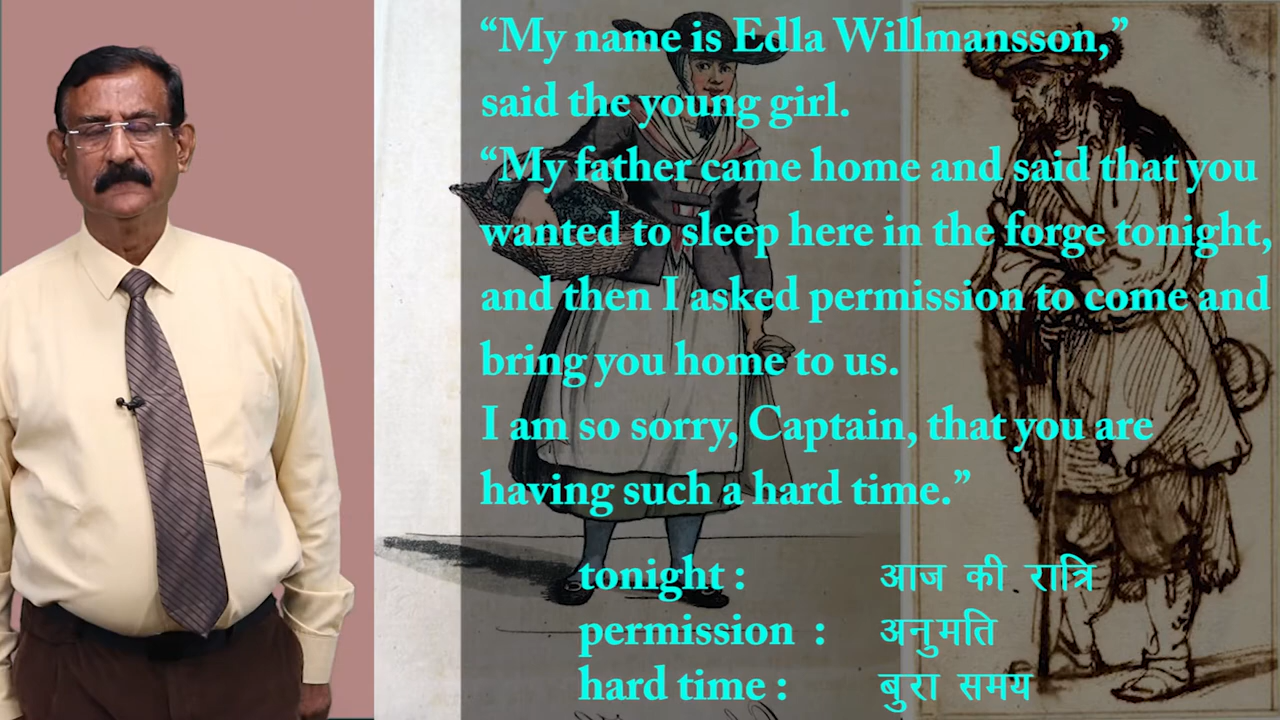 “My name is Edla Willmansson,”
said the young girl.
“My father came home and said that you
wanted to sleep here in the forge tonight,
and then I asked permission to come and
bring you home to us.
I am so sorry, Captain, that you are
having such a hard time.”
tonight : आज की रात्रि
permission : अनुमति
hard time : बुरा समय